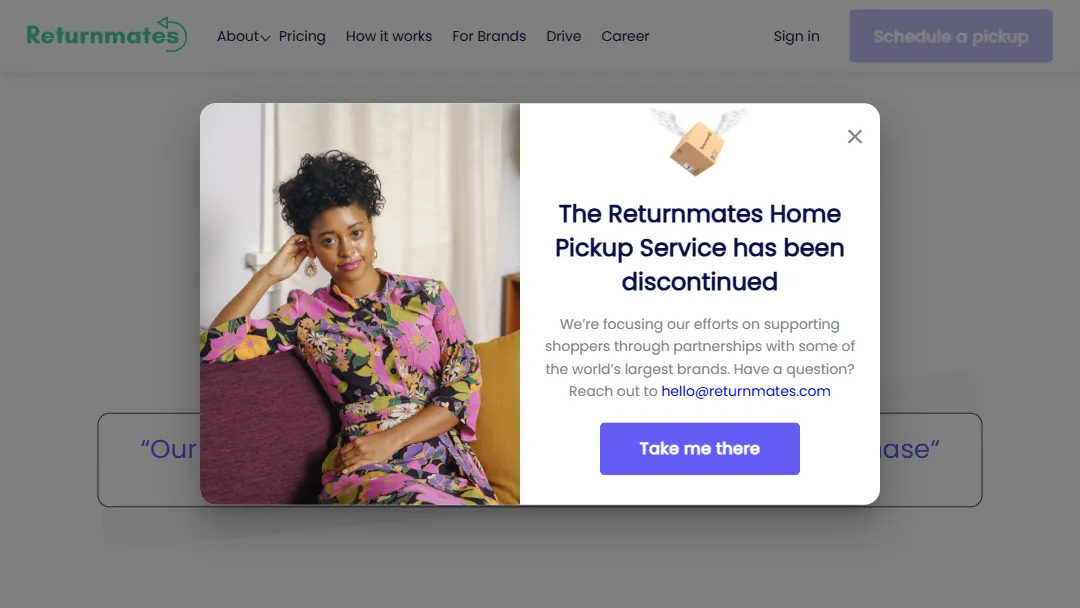 Returnmates
About Pricing How it works For Brands Drive Career Sign in Schedule a pickup
The Returnmates Home
Pickup Service has been
discontinued
We’re focusing our efforts on supporting
shoppers through partnerships with some of
the world’s largest brands. Have a question?
Reach out to hello@returnmates.com
Take me there
“Our